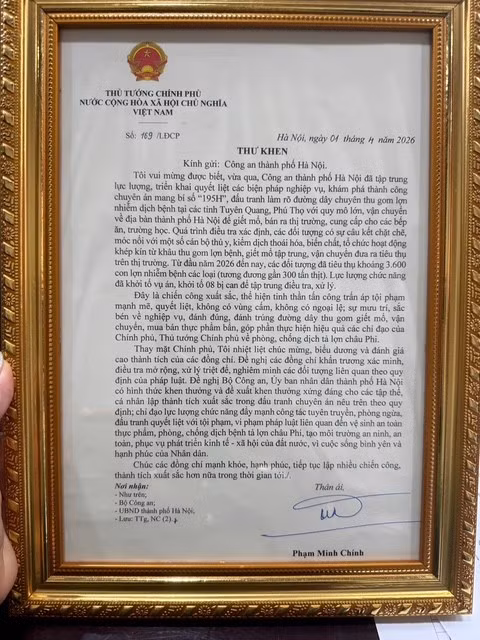 THỦ TƯỚNG CHÍNH PHỦ
NƯỚC CỘNG HÒA XÃ HỘI CHỦ NGHĨA
VIỆT NAM
Số: 169 /LĐCP
Hà Nội, ngày 01 tháng 4 năm 2026
THƯ KHEN
Kính gửi: Công an thành phố Hà Nội.
Tôi vui mừng được biết, vừa qua, Công an thành phố Hà Nội đã tập trung
lực lượng, triển khai quyết liệt các biện pháp nghiệp vụ, khám phá thành công
chuyên án mang bí số "195H", đấu tranh làm rõ đường dây chuyên thu gom lợn
nhiễm dịch bệnh tại các tỉnh Tuyên Quang, Phú Thọ với quy mô lớn, vận chuyển
về địa bàn thành phố Hà Nội để giết mổ, bán ra thị trường, cung cấp cho các bếp
ăn, trường học. Quá trình điều tra xác định, các đối tượng có sự câu kết chặt chẽ,
móc nối với một số cán bộ thú y, kiểm dịch thoái hóa, biến chất, tổ chức hoạt động
khép kín từ khâu thu gom lợn bệnh, giết mổ tập trung, vận chuyển đưa ra tiêu thụ
trên thị trường. Từ đầu năm 2026 đến nay, các đối tượng đã tiêu thụ khoảng 3.600
con lợn nhiễm bệnh các loại (tương đương gần 300 tấn thịt). Lực lượng chức năng
đã khởi tố vụ án, khởi tố 08 bị can để tập trung điều tra, xử lý.
Đây là chiến công xuất sắc, thể hiện tinh thần tấn công trấn áp tội phạm
mạnh mẽ, quyết liệt, không có vùng cấm, không có ngoại lệ; sự mưu trí, sắc
bén về nghiệp vụ, đánh đúng, đánh trúng đường dây thu gom giết mổ, vận
chuyển, mua bán thực phẩm bẩn, góp phần thực hiện hiệu quả các chỉ đạo của
Chính phủ, Thủ tướng Chính phủ về phòng, chống dịch tả lợn châu Phi.
Thay mặt Chính phủ, Tôi nhiệt liệt chúc mừng, biểu dương và đánh giá
cao thành tích của các đồng chí. Đề nghị các đồng chí khẩn trương xác minh,
điều tra mở rộng, xử lý triệt để, nghiêm minh các đối tượng liên quan theo quy
định của pháp luật. Đề nghị Bộ Công an, Ủy ban nhân dân thành phố Hà Nội
có hình thức khen thưởng và đề xuất khen thưởng xứng đáng cho các tập thể,
cá nhân lập thành tích xuất sắc trong đấu tranh chuyên án nêu trên theo quy
định; chỉ đạo lực lượng chức năng đẩy mạnh công tác tuyên truyền, phòng ngừa,
đấu tranh quyết liệt với tội phạm, vi phạm pháp luật liên quan đến vệ sinh an toàn
thực phẩm, phòng, chống dịch bệnh tả lợn châu Phi, tạo môi trường an ninh, an
toàn, phục vụ phát triển kinh tế - xã hội của đất nước, vì cuộc sống bình yên và
hạnh phúc của Nhân dân.
Chúc các đồng chí mạnh khỏe, hạnh phúc, tiếp tục lập nhiều chiến công,
thành tích xuất sắc hơn nữa trong thời gian tới./.
Nơi nhận:
- Như trên;
- Bộ Công an;
- UBND thành phố Hà Nội;
- Lưu: TTg, NC (2).
Thân ái,
Phạm Minh Chính